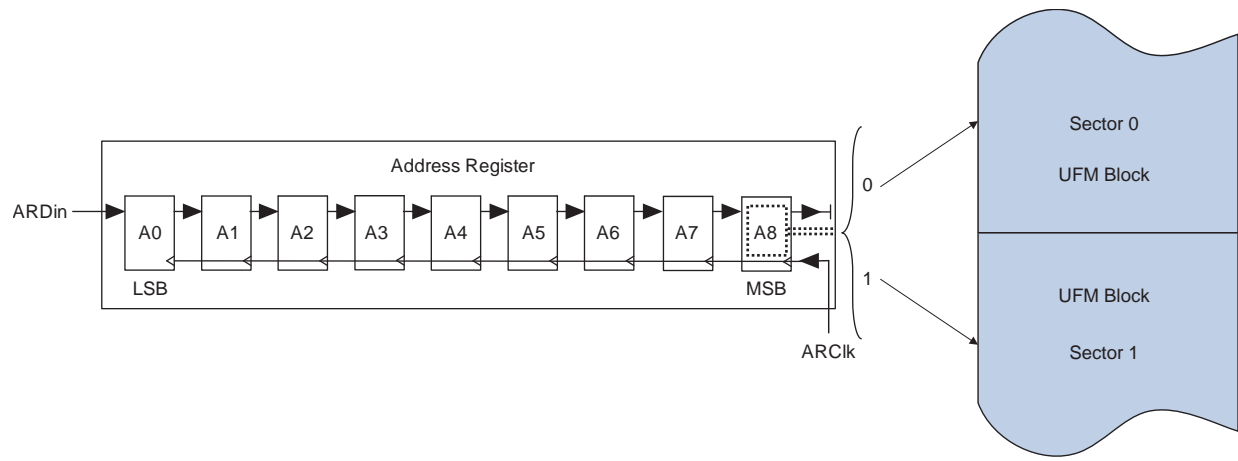 Address Register
ARDin
A0 A1 A2 A3 A4 A5 A6 A7 A8
LSB MSB
ARClk
0
1
Sector 0
UFM Block
UFM Block
Sector 1